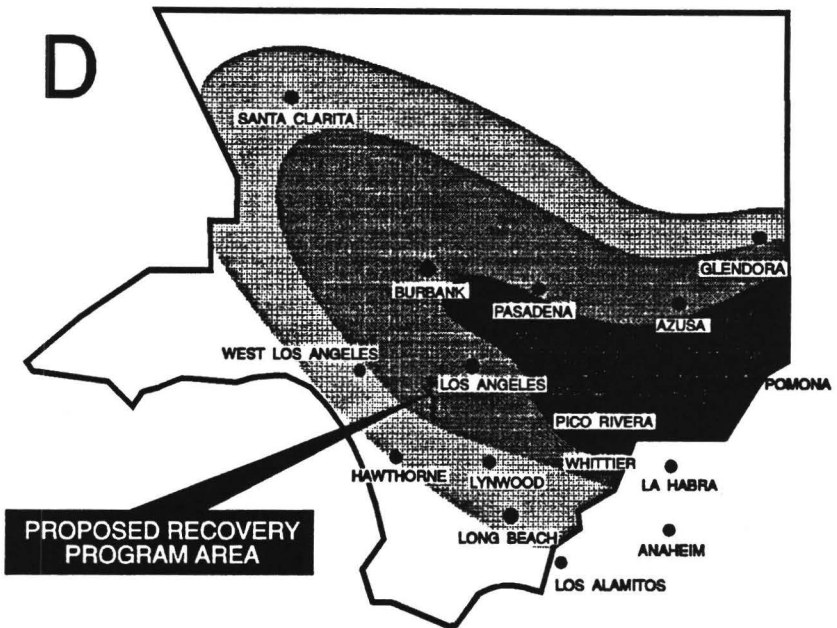 D
SANTA CLARITA
GLENDORA
BURBANK
PASADENA
AZUSA
WEST LOS ANGELES
LOS ANGELES
POMONA
PICO RIVERA
WHITTIER
HAWTHORNE
LYNWOOD
LA HABRA
PROPOSED RECOVERY
PROGRAM AREA
LONG BEACH
ANAHEIM
LOS ALAMITOS